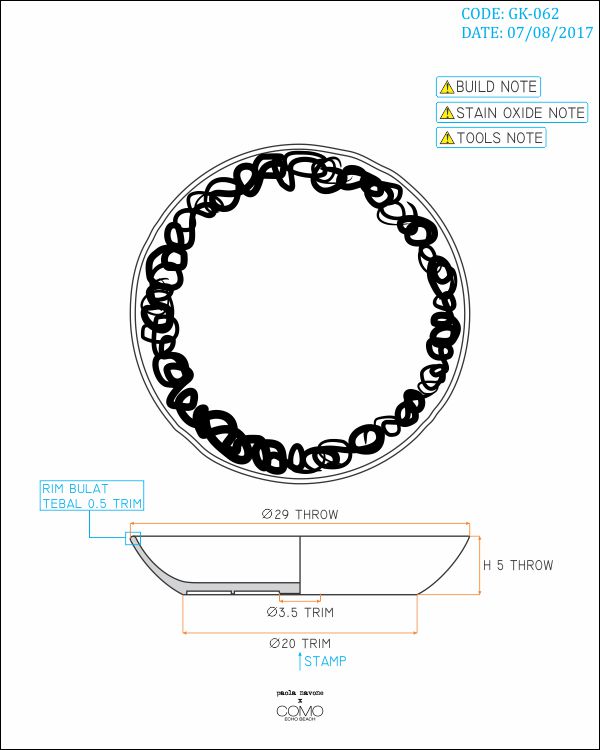 CODE: GK-062
DATE: 07/08/2017
BUILD NOTE
STAIN OXIDE NOTE
TOOLS NOTE
RIM BULAT
TEBAL 0.5 TRIM
Ø29 THROW
H 5 THROW
Ø3.5 TRIM
Ø20 TRIM
STAMP
paola navone
x
COMO
ECHO BEACH